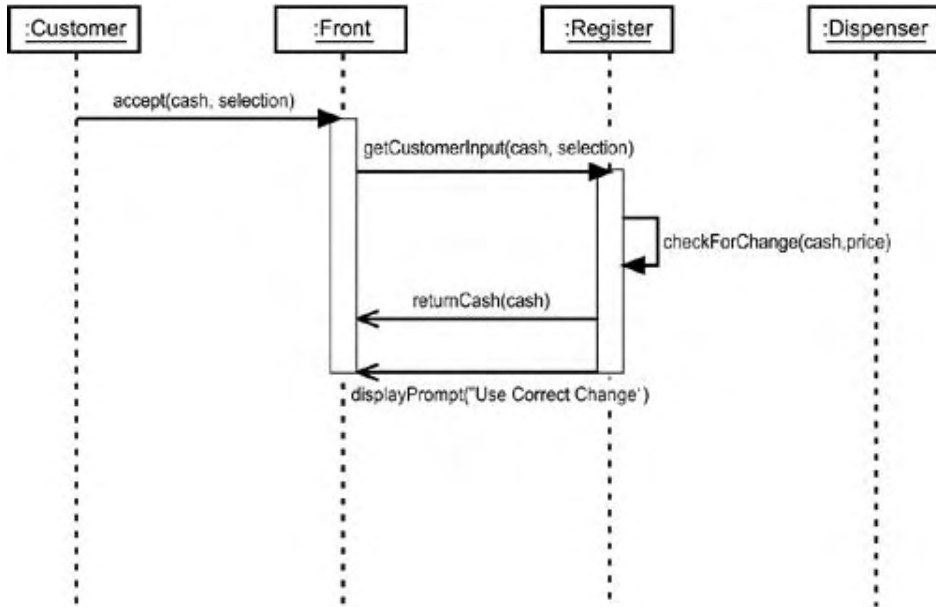 :Customer
:Front
:Register
:Dispenser
accept(cash, selection)
getCustomerInput(cash, selection)
checkForChange(cash,price)
returnCash(cash)
displayPrompt("Use Correct Change")